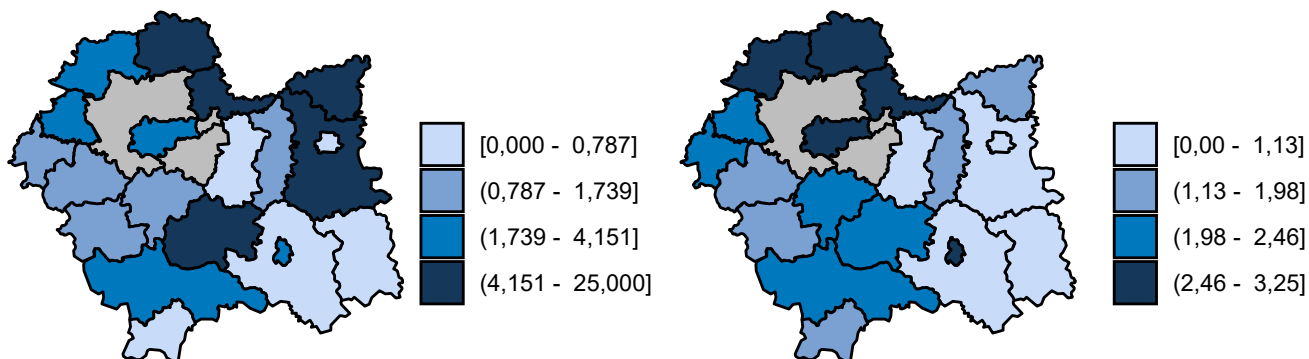 [0,000 - 0,787]
(0,787 - 1,739]
(1,739 - 4,151]
(4,151 - 25,000]
[0,00 - 1,13]
(1,13 - 1,98]
(1,98 - 2,46]
(2,46 - 3,25]